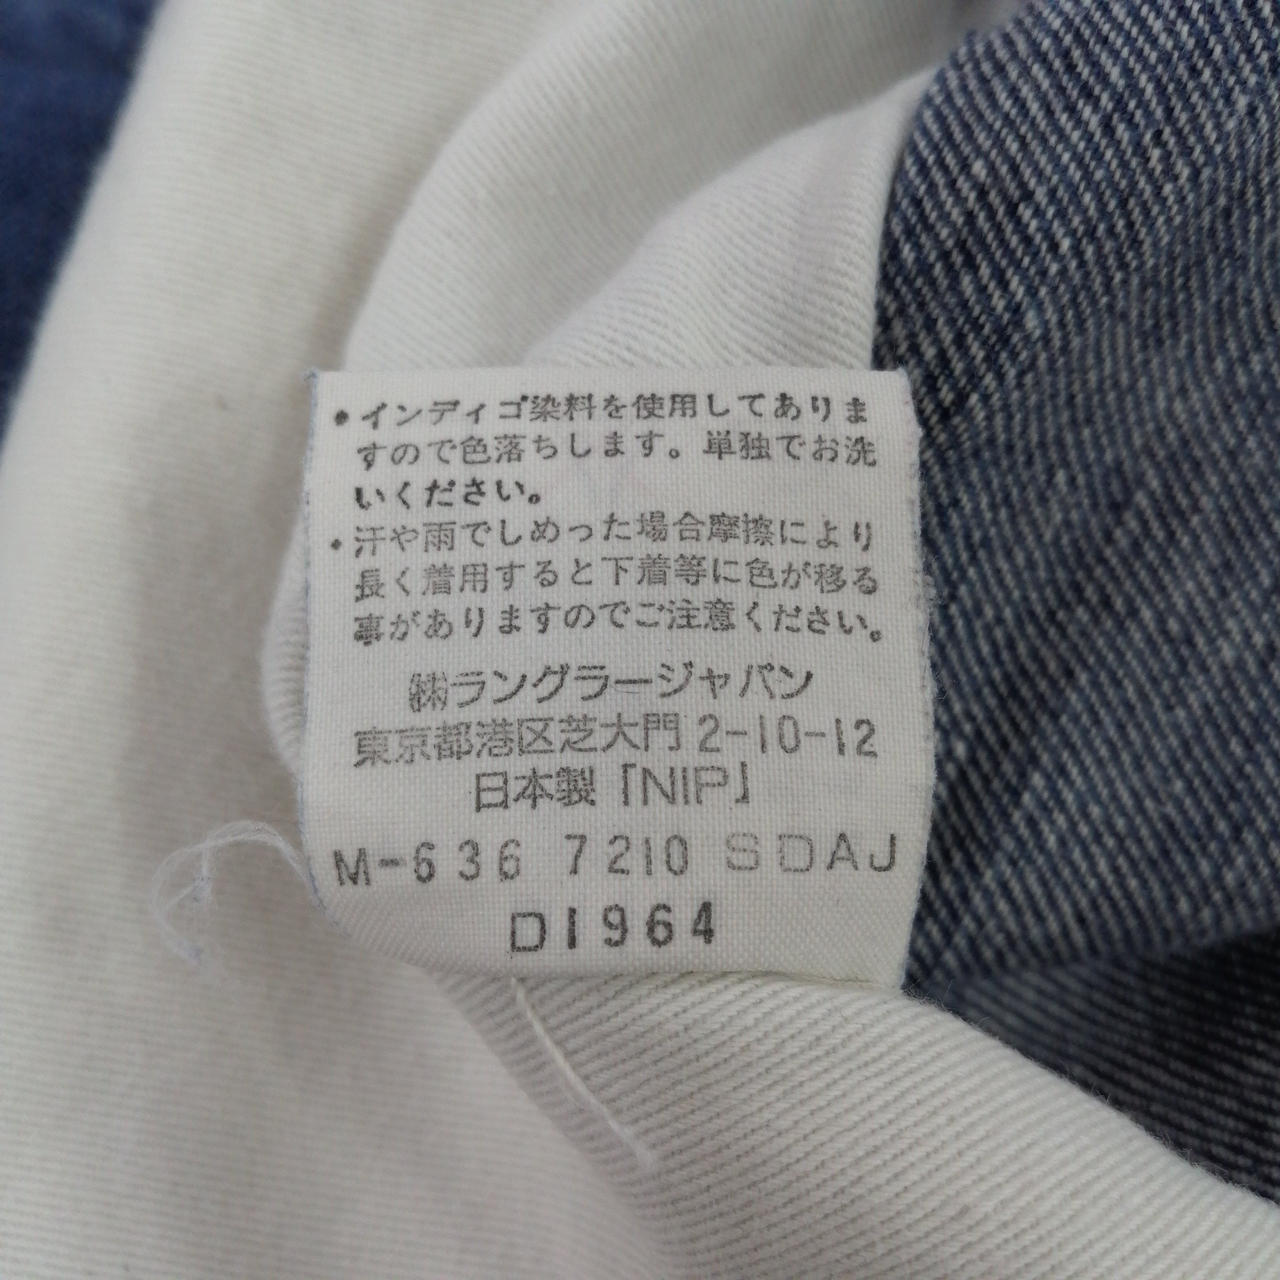 •インディゴ染料を使用してありま
すので色落ちします。単独でお洗
いください。
•汗や雨でしめった場合摩擦により
長く着用すると下着等に色が移る
事がありますのでご注意ください。
㈱ラングラージャパン
東京都港区芝大門2-10-12
日本製「NIP」
M-636 7210 SDAJ
D1964